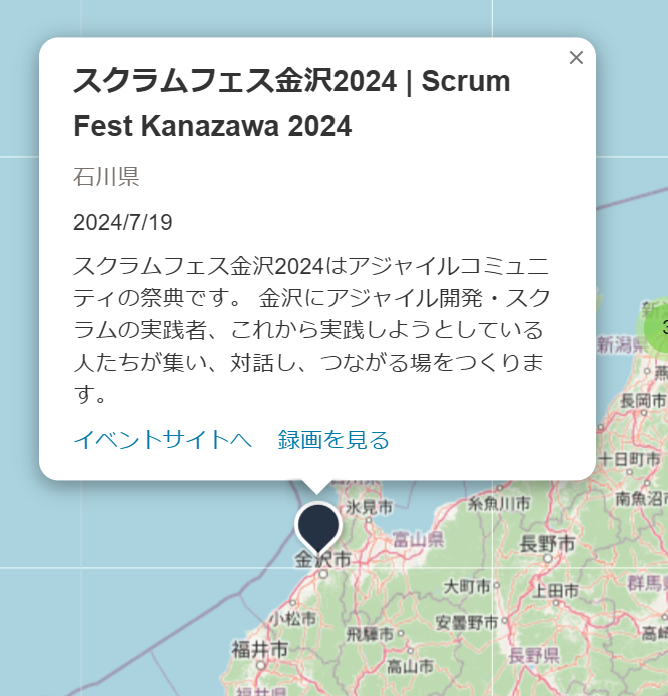 スクラムフェス金沢2024 | Scrum
Fest Kanazawa 2024
×
石川県
2024/7/19
スクラムフェス金沢2024はアジャイルコミュニ
ティの祭典です。 金沢にアジャイル開発・スク
ラムの実践者、これから実践しようとしている
人たちが集い、対話し、つながる場をつくりま
す。
イベントサイトへ 録画を見る
新潟県
長岡市
十日町市
南魚沼
糸魚川市
氷見市
富山県
金沢市
長野市
大町市
上田市
群馬県
小松市
安曇野市
飛騨市
高崎
福井市
高山市
長野県
福井県